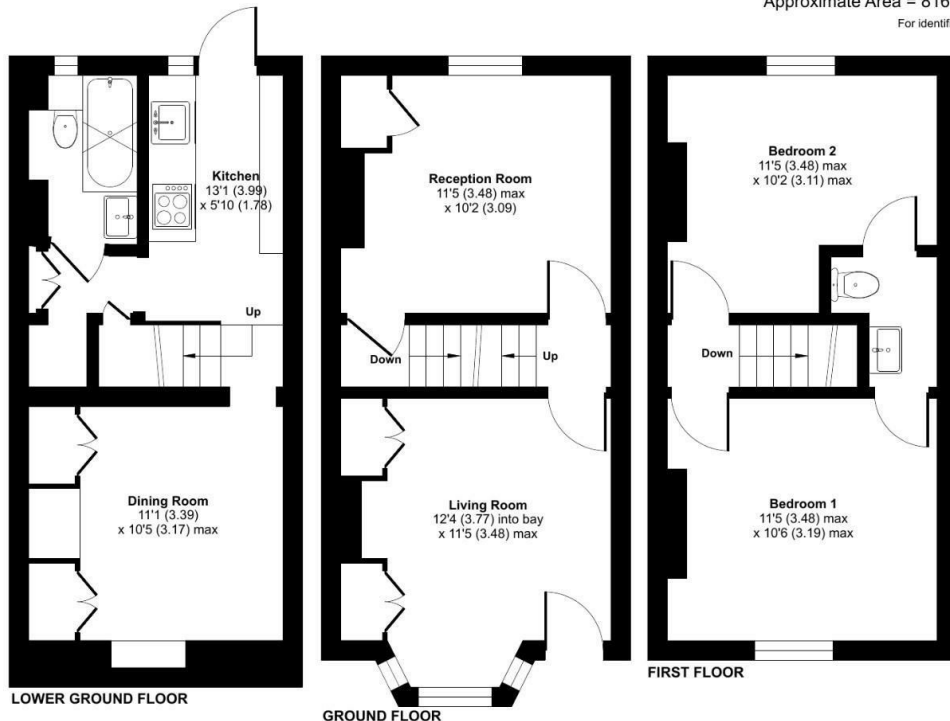 Approximate Area = 816
For identifi
Kitchen
13'1 (3.99)
x 5'10 (1.78)
Up
Dining Room
11'1 (3.39)
x 10'5 (3.17) max
LOWER GROUND FLOOR
Reception Room
11'5 (3.48) max
x 10'2 (3.09)
Down
Up
Living Room
12'4 (3.77) into bay
x 11'5 (3.48) max
GROUND FLOOR
Bedroom 2
11'5 (3.48) max
x 10'2 (3.11) max
Down
Bedroom 1
11'5 (3.48) max
x 10'6 (3.19) max
FIRST FLOOR